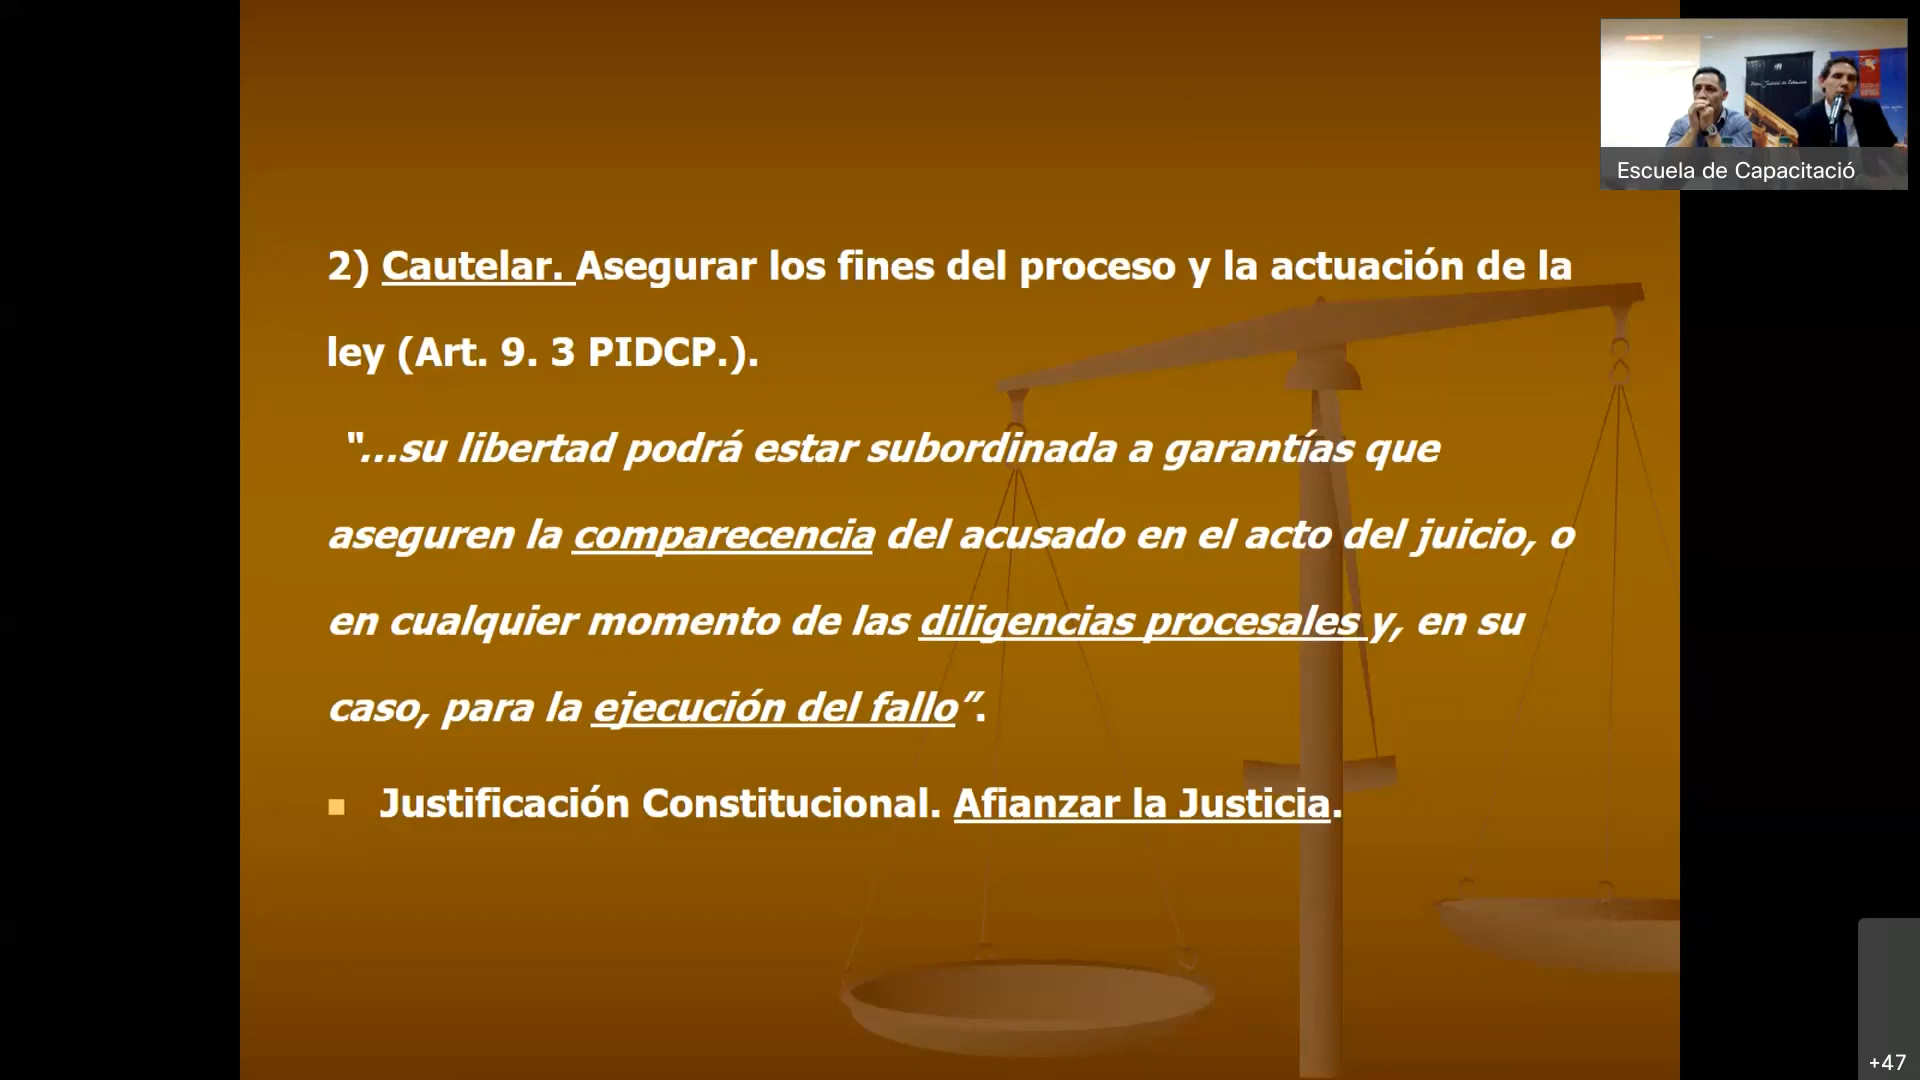 2) Cautelar. Asegurar los fines del proceso y la actuación de la
ley (Art. 9. 3 PIDCP.).
"...su libertad podrá estar subordinada a garantías que
aseguren la comparecencia del acusado en el acto del juicio, o
en cualquier momento de las diligencias procesales y, en su
caso, para la ejecución del fallo”.
Justificación Constitucional. Afianzar la Justicia.
Escuela de Capacitació
+47